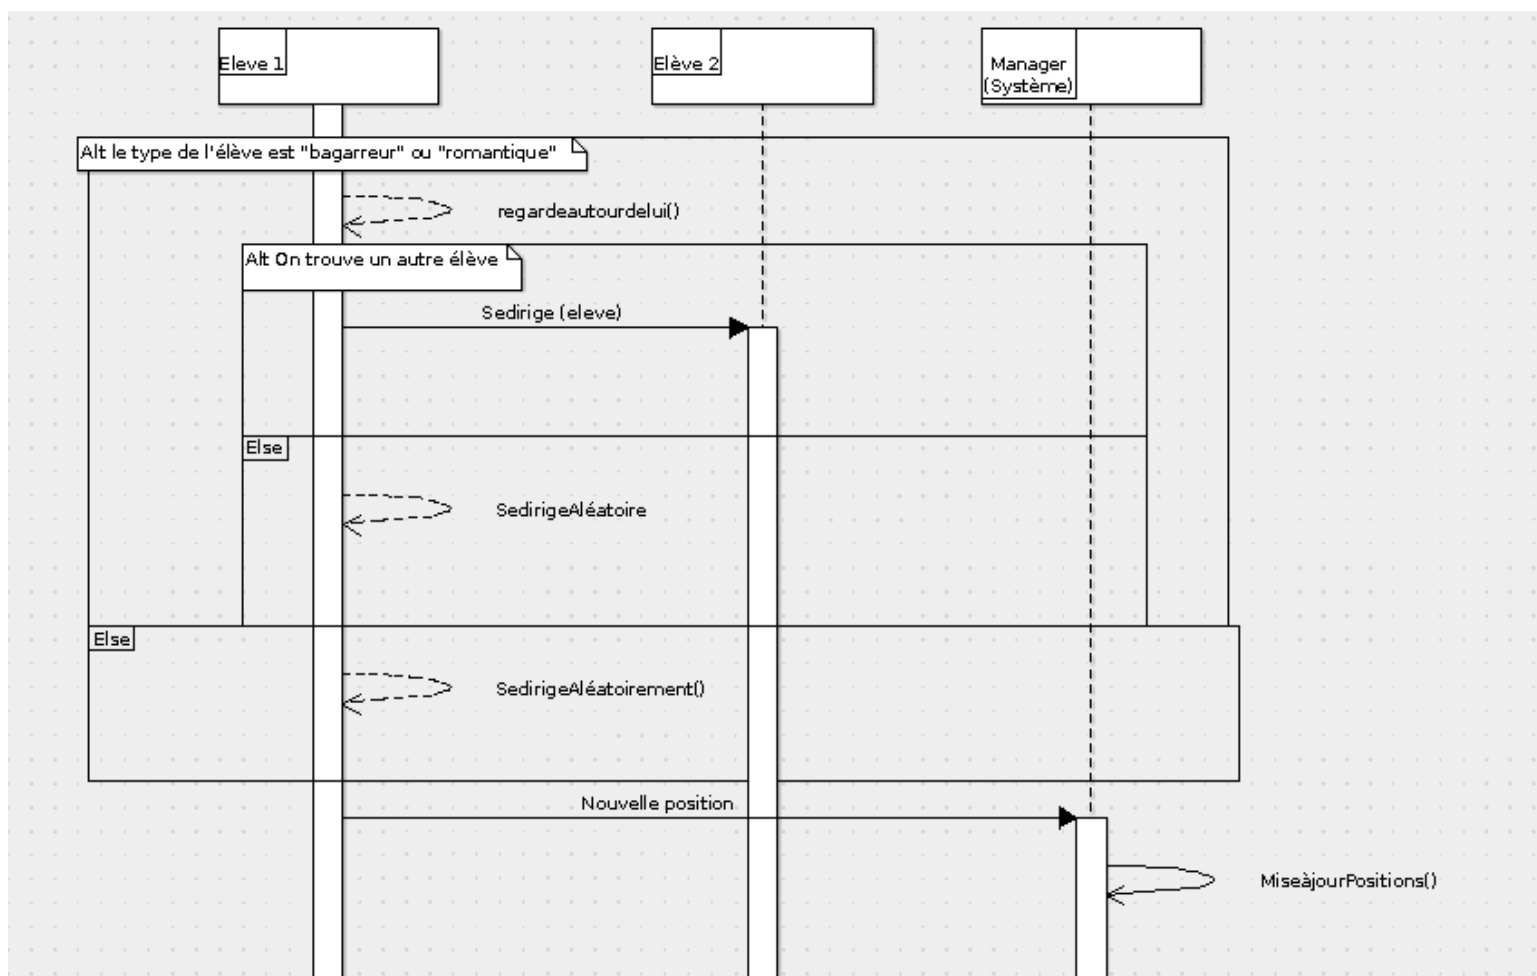 Eleve 1
Elève 2
Manager
(Système)
Alt le type de l'élève est "bagarreur" ou "romantique"
regardeautourdelui()
Alt On trouve un autre élève
Sedirige (eleve)
Else
SedirigeAléatoire
Else
SedirigeAléatoirement()
Nouvelle position
MiseàjourPositions()